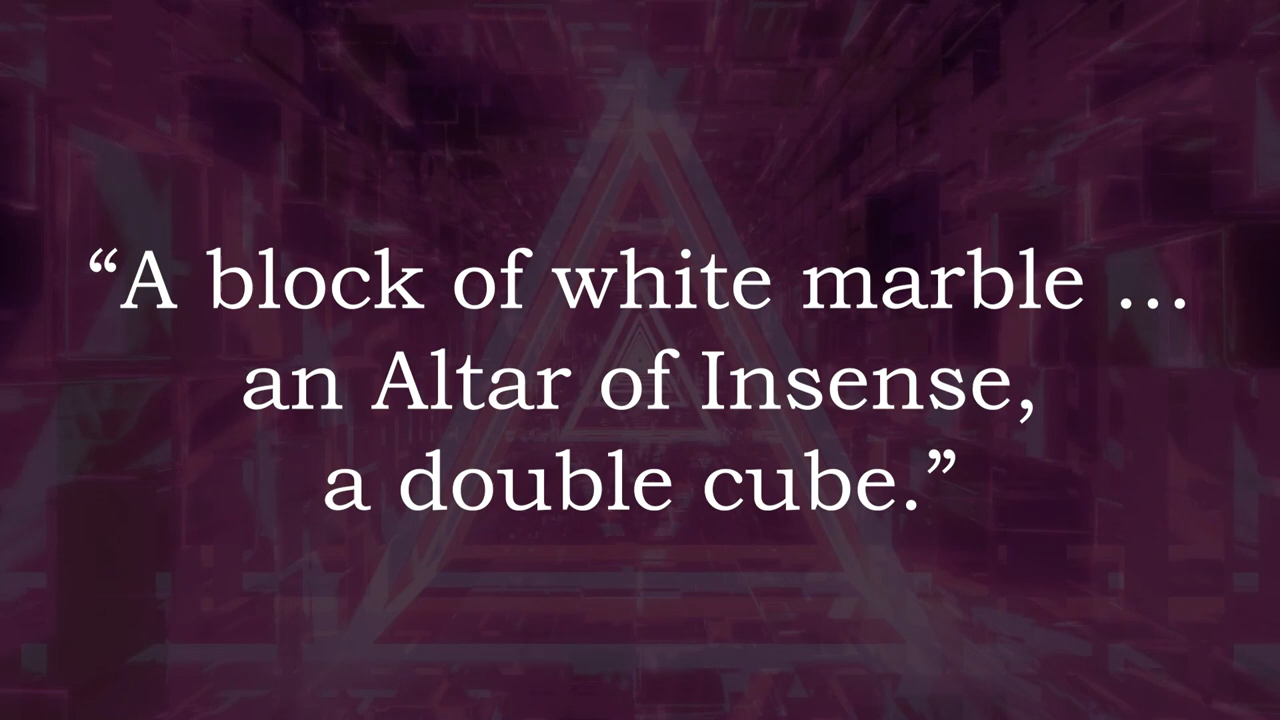 “A block of white marble …
an Altar of Insense,
a double cube.”